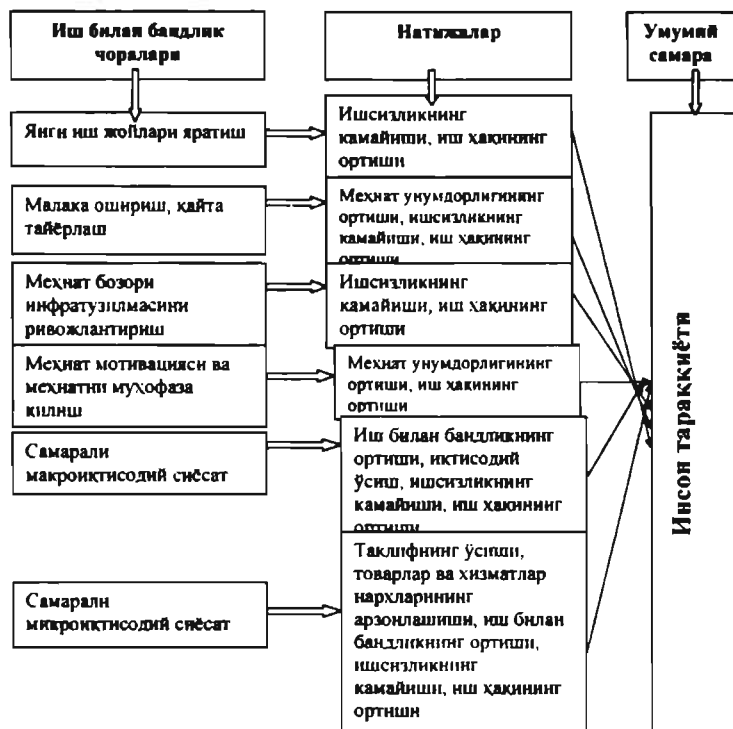 Иш билан бандлик
чоралари
Натижалар
Умумий
самара
Янги иш жойлари яратиш
Ишсизликнинг
камайиши, иш ҳақининг
ортиши
Малака ошириш, қайта
тайёрлаш
Меҳнат унумдорлигининг
ортиши, ишсизликнинг
камайиши, иш ҳақининг
ортиши
Меҳнат бозори
инфратузилмасини
ривожлантириш
Ишсизликнинг
камайиши, иш ҳақининг
ортиши
Меҳнат мотивацияси ва
меҳнатни муҳофаза
қилиш
Меҳнат унумдорлигининг
ортиши, иш ҳақининг
ортиши
Самарали
макроиқтисодий сиёсат
Иш билан бандликнинг
ортиши, иқтисодий
ўсиш, ишсизликнинг
камайиши, иш ҳақининг
ортиши
Самарали
микроиқтисодий сиёсат
Таклифнинг ўсиши,
товарлар ва хизматлар
нархларининг
арзонлашиши, иш билан
бандликнинг ортиши,
ишсизликнинг
камайиши, иш ҳақининг
ортиши
Инсон тараққиёти